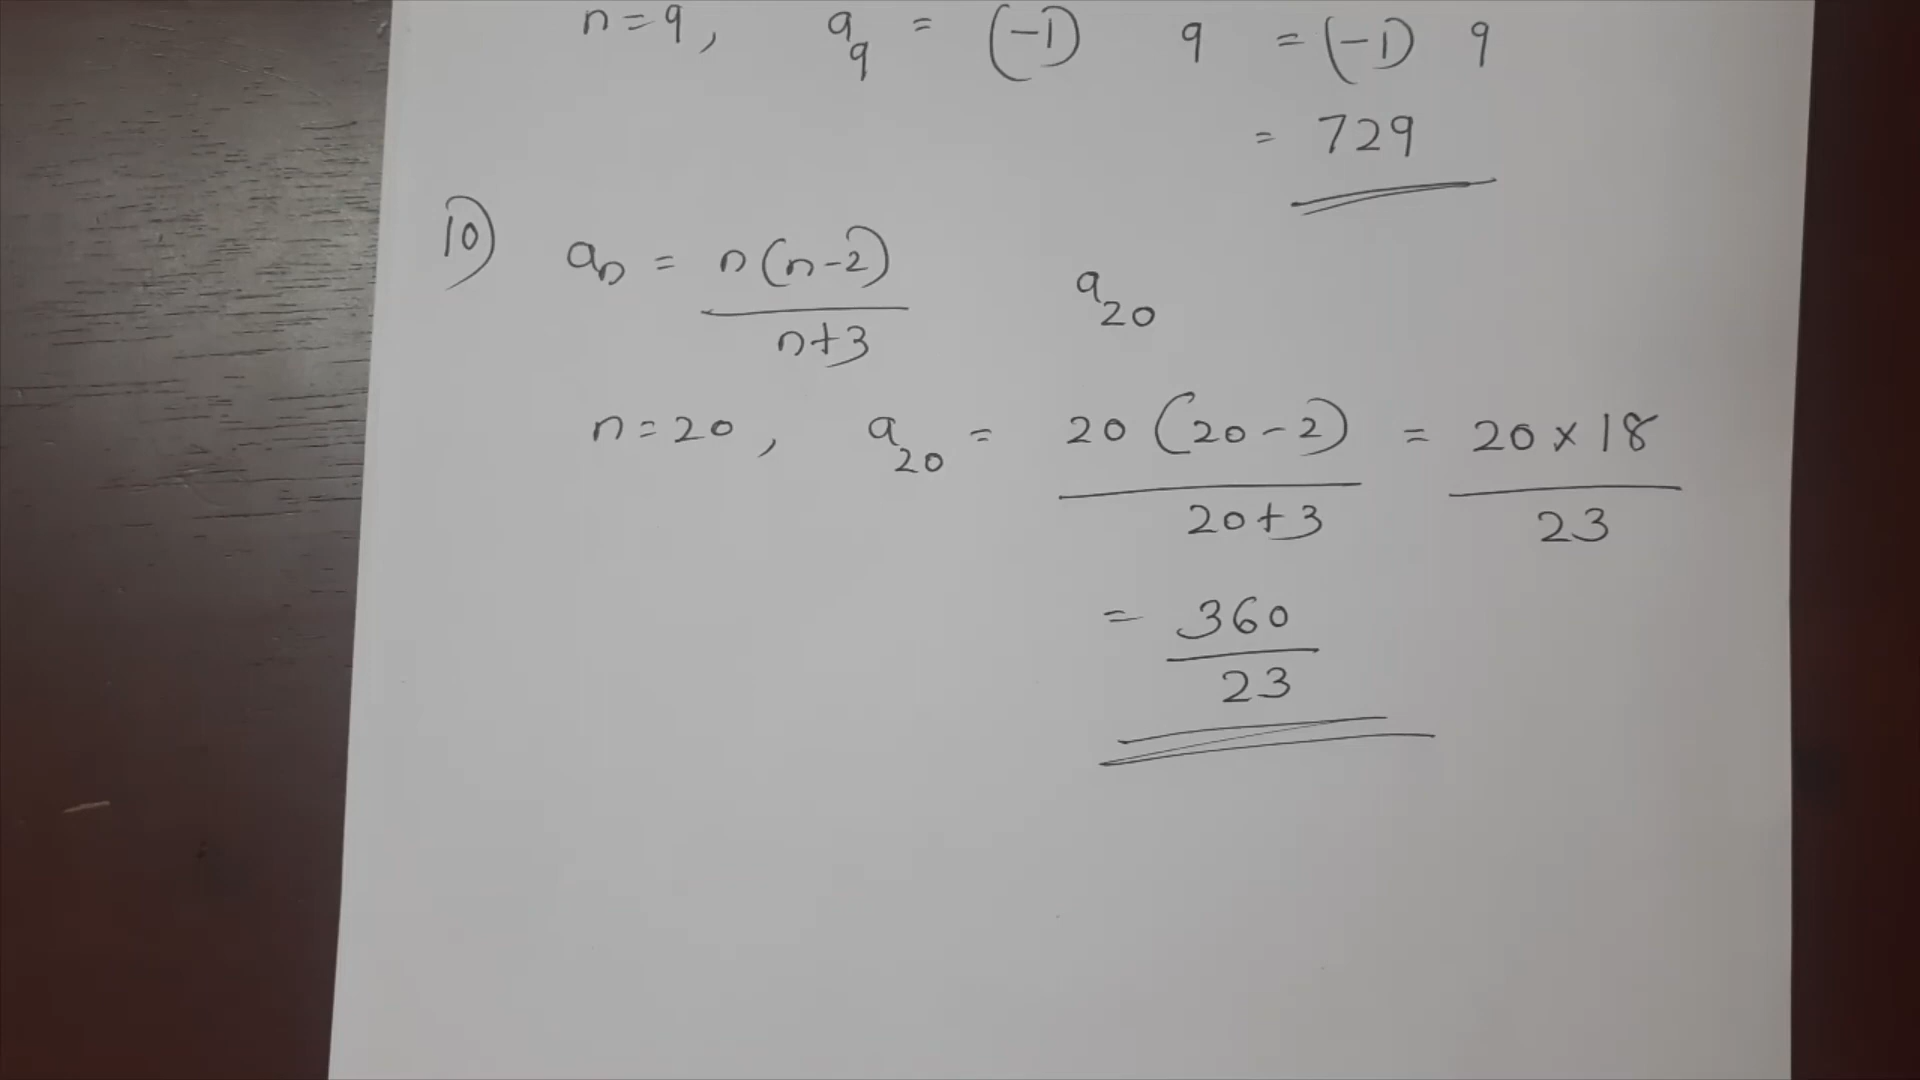 n=9, a9 = (-1) 9 = (-1) 9
= 729
10) an = n(n-2) a20
n+3
n=20, a20 = 20(20-2) = 20×18
20+3 23
= 360
23